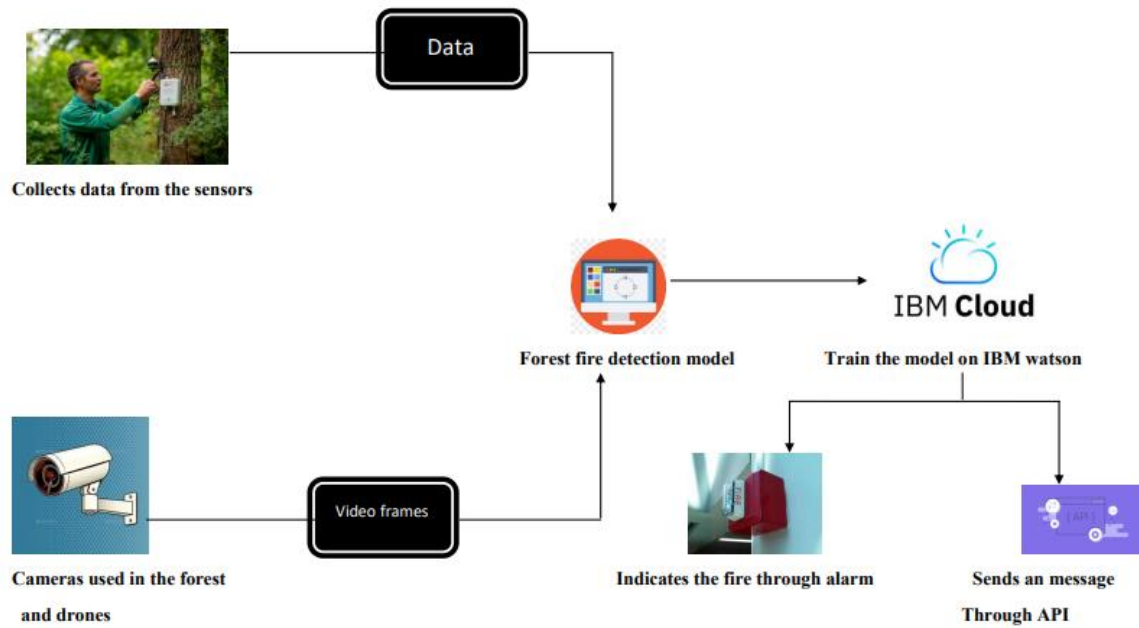 Data
Collects data from the sensors
IBM Cloud
Forest fire detection model
Train the model on IBM watson
Video frames
[API]
Cameras used in the forest
and drones
Indicates the fire through alarm
Sends an message
Through API